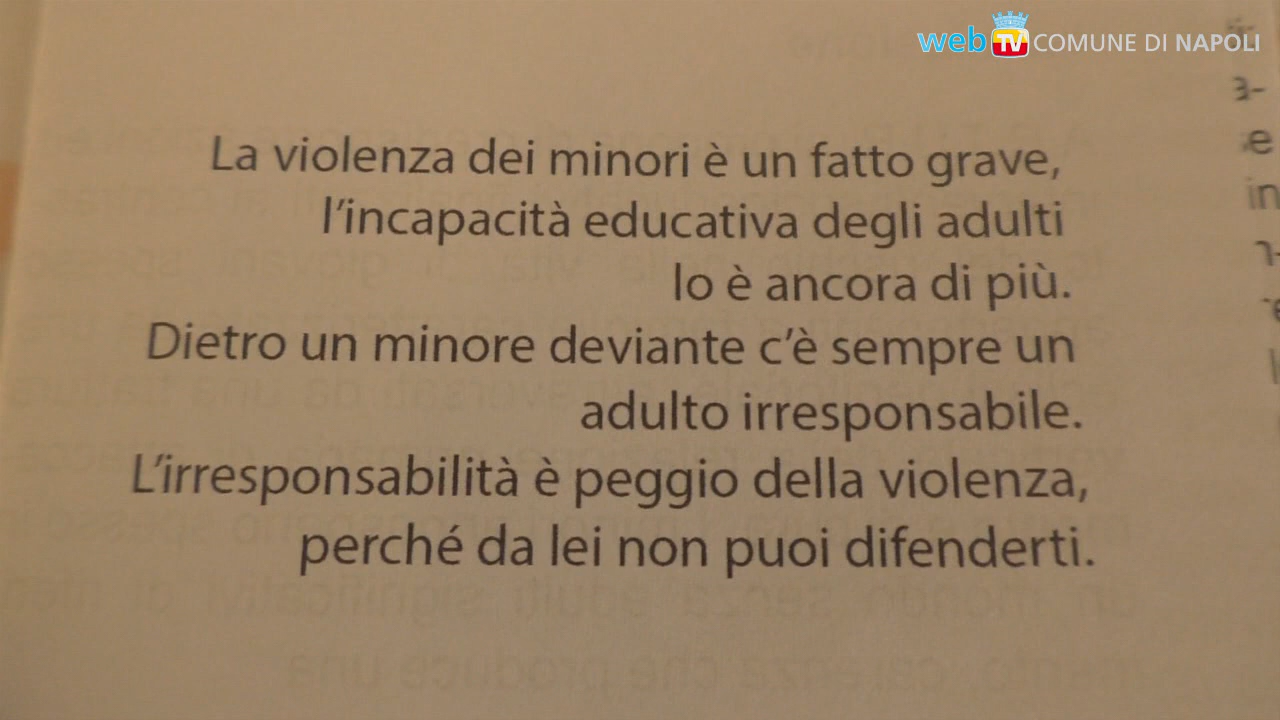 web TV COMUNE DI NAPOLI
La violenza dei minori è un fatto grave,
l'incapacità educativa degli adulti
lo è ancora di più.
Dietro un minore deviante c'è sempre un
adulto irresponsabile.
L'irresponsabilità è peggio della violenza,
perché da lei non puoi difenderti.